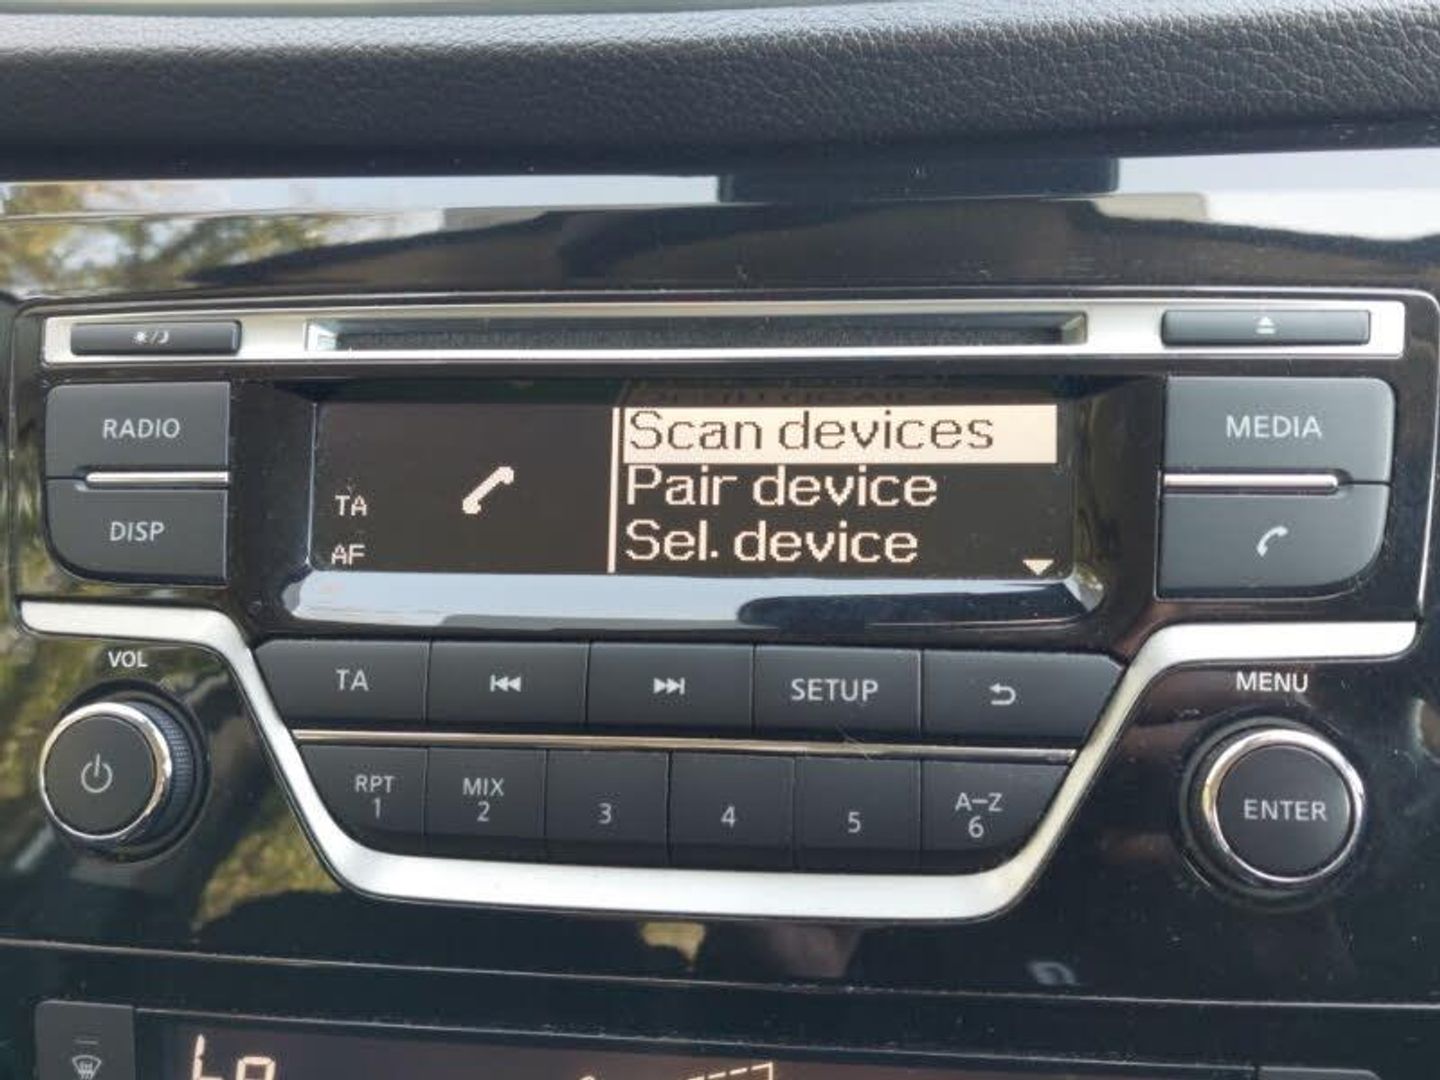 RADIO
DISP
TA
AF
Scan devices
Pair device
Sel. device
MEDIA
VOL
TA
SETUP
MENU
RPT
1
MIX
2
3
4
5
A-Z
6
ENTER
Lo